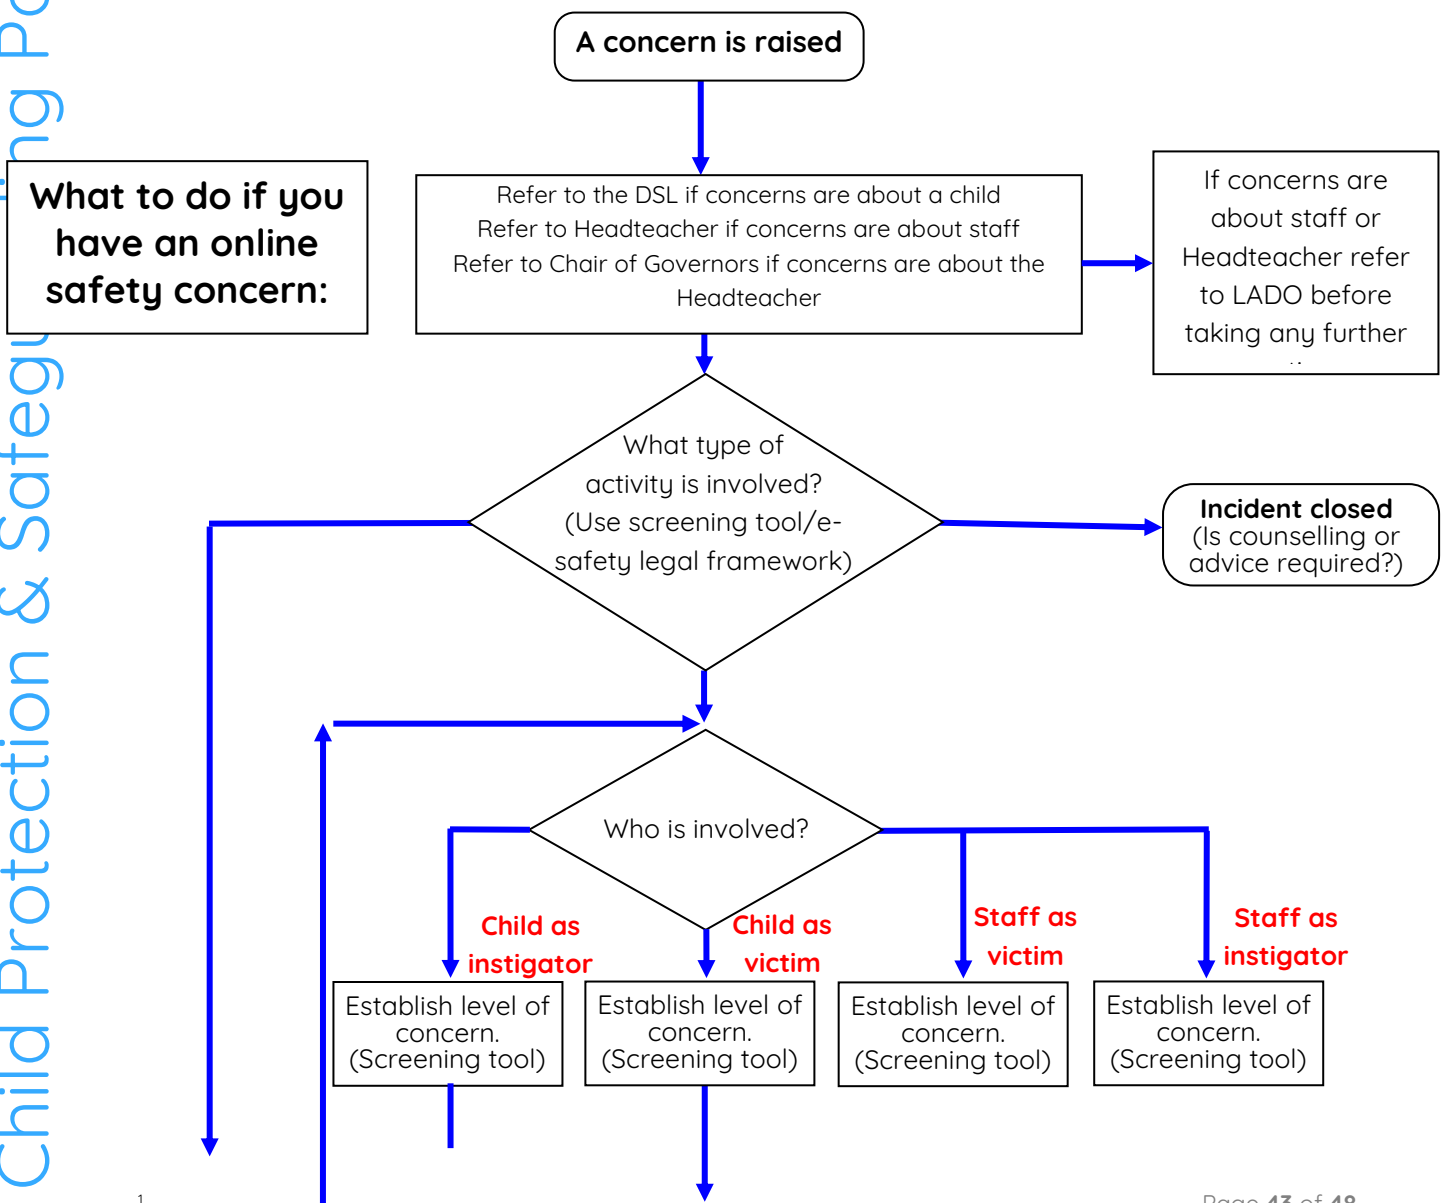 A concern is raised
What to do if you
have an online
safety concern:
Refer to the DSL if concerns are about a child
Refer to Headteacher if concerns are about staff
Refer to Chair of Governors if concerns are about the
Headteacher
If concerns are
about staff or
Headteacher refer
to LADO before
taking any further
What type of
activity is involved?
(Use screening tool/e-
safety legal framework)
Incident closed
(Is counselling or
advice required?)
Who is involved?
Child as
instigator
Child as
victim
Staff as
victim
Staff as
instigator
Establish level of
concern.
(Screening tool)
Establish level of
concern.
(Screening tool)
Establish level of
concern.
(Screening tool)
Establish level of
concern.
(Screening tool)
Child Protection &
1
Page 43 of 48